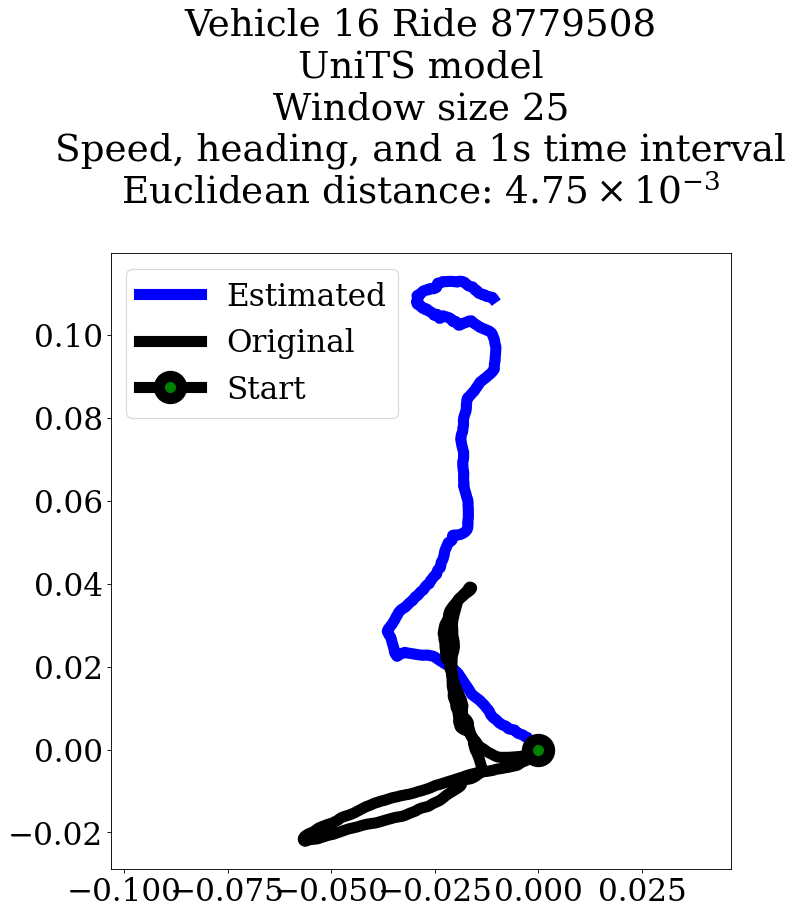 Vehicle 16 Ride 8779508
UniTS model
Window size 25
Speed, heading, and a 1s time interval
Euclidean distance: 4.75 × 10⁻³
Estimated
Original
Start
0.10
0.08
0.06
0.04
0.02
0.00
−0.02
−0.100 −0.075 −0.050 −0.025 0.000 0.025